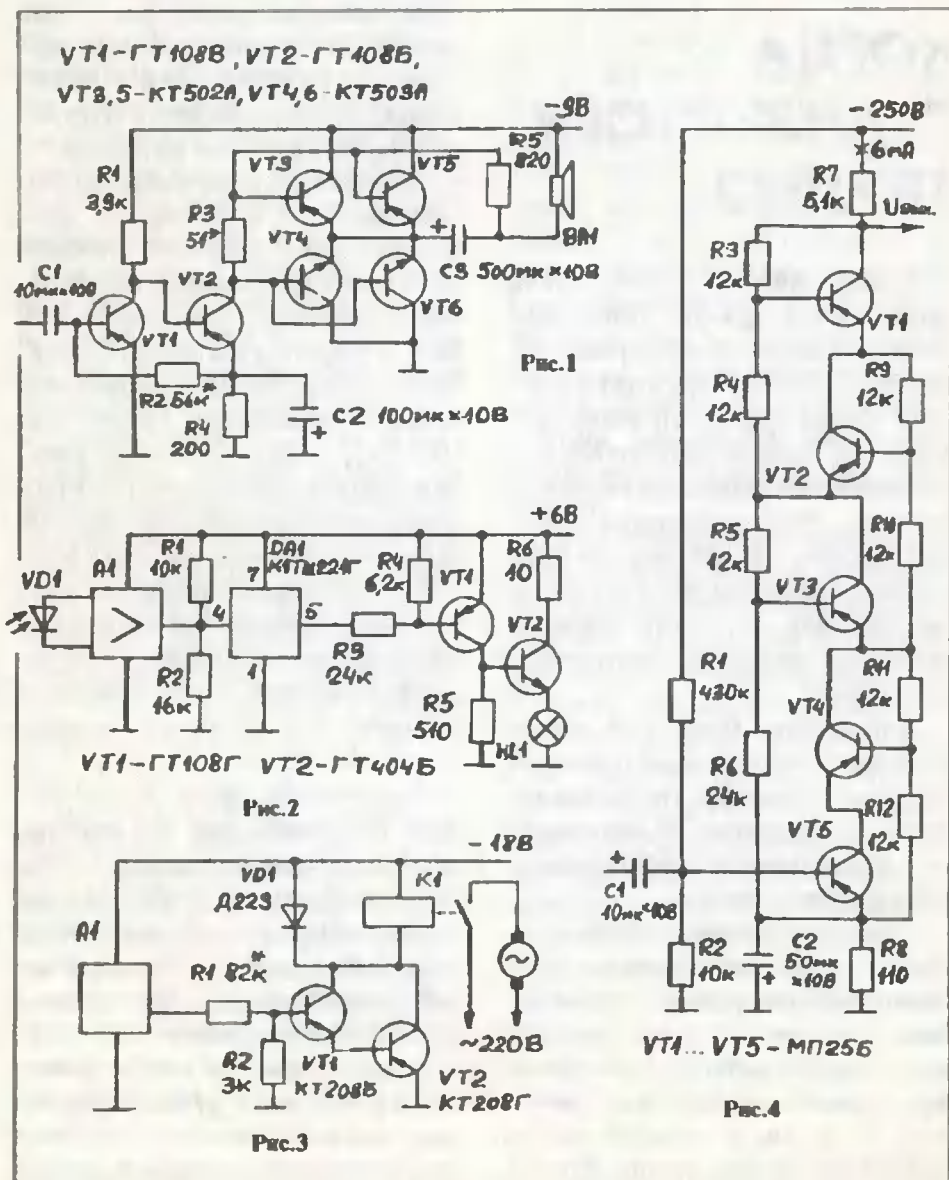 VT1-ГТ108В, VT2-ГТ108Б,
VT3,5-КТ502А, VT4,6-КТ503А
-9В
R1
3,9к
C1
10мк×10В
VT1
R3
51*
VT2
R2 56к*
R4
200
C2 100мк×10В
VT3
VT4
VT5
VT6
R5
820
BA1
C3 500мк×10В
Рис.1
+6В
VD1
A1
R1
10к
R2
16к
DA1
7
4
5
1
R3
24к
R4
6,2к
VT1
R5
510
R6
10
VT2
HL1
VT1-ГТ108Г VT2-ГТ404Б
Рис.2
-18В
A1
R1 82к*
R2
3к
VD1
Д223
VT1
КТ208Б
VT2
КТ208Г
К1
~220В
Рис.3
-250В
*6mA
R7
5,1к
Uвых.
R3
12к
VT1
R4
12к
R9
12к
VT2
R5
12к
12к
VT3
R11
12к
R1
430к
VT4
R6
24к
R12
12к
VT5
C1
10мк×10В
R2
10к
C2
50мк
×10В
R8
110
VT1...VT5-МП25Б
Рис.4